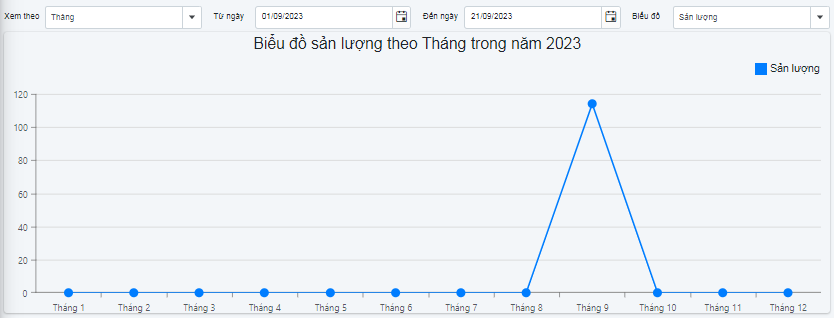 Xem theo Tháng Từ ngày 01/09/2023 Đến ngày 21/09/2023 Biểu đồ Sản lượng
Biểu đồ sản lượng theo Tháng trong năm 2023
Sản lượng
120
100
80
60
40
20
0
Tháng 1 Tháng 2 Tháng 3 Tháng 4 Tháng 5 Tháng 6 Tháng 7 Tháng 8 Tháng 9 Tháng 10 Tháng 11 Tháng 12